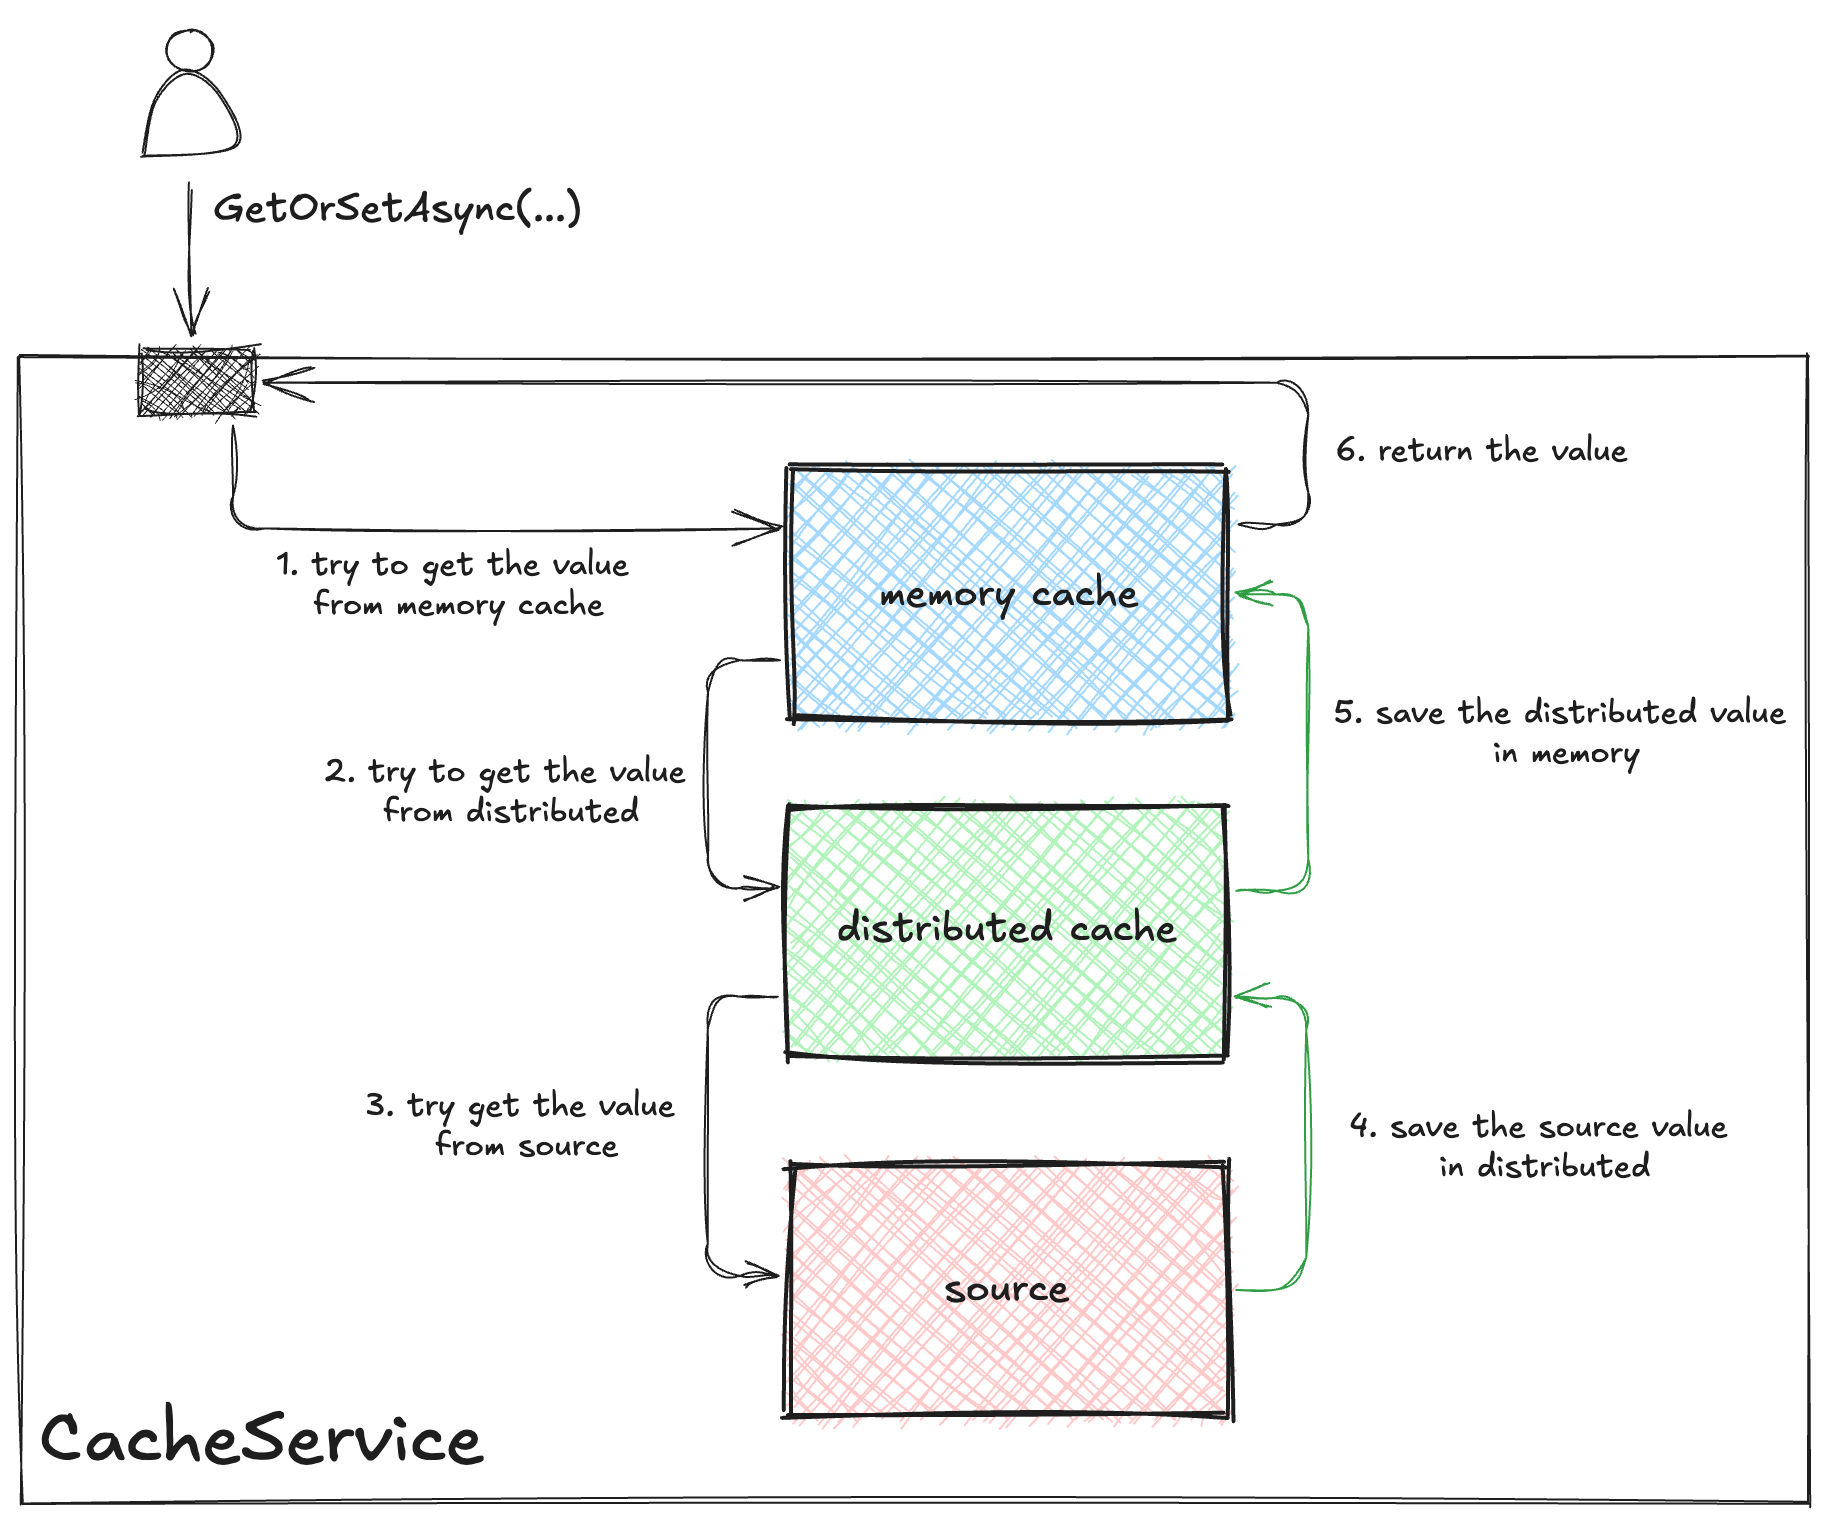 GetOrSetAsync(...)
6. return the value
1. try to get the value
from memory cache
memory cache
5. save the distributed value
in memory
2. try to get the value
from distributed
distributed cache
3. try get the value
from source
4. save the source value
in distributed
source
CacheService